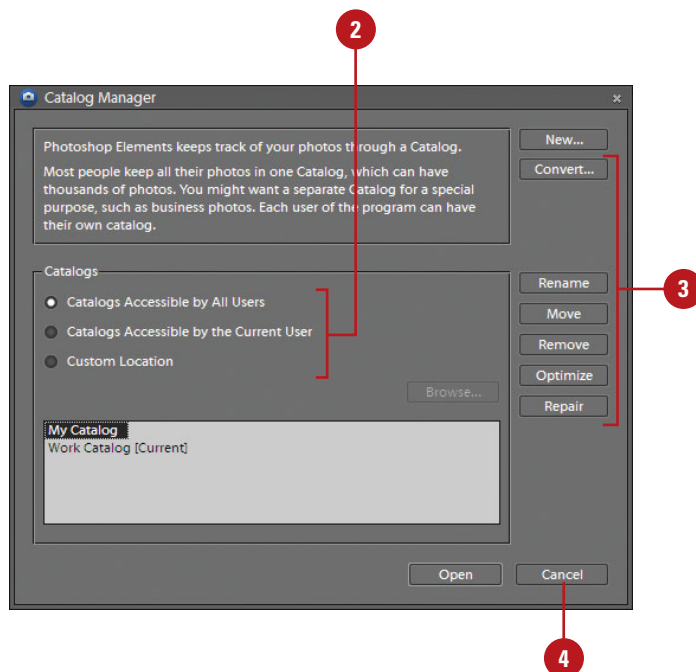 2
Catalog Manager
Photoshop Elements keeps track of your photos through a Catalog.
Most people keep all their photos in one Catalog, which can have
thousands of photos. You might want a separate Catalog for a special
purpose, such as business photos. Each user of the program can have
their own catalog.
New...
Convert...
Catalogs
Catalogs Accessible by All Users
Catalogs Accessible by the Current User
Custom Location
Browse...
Rename
Move
Remove
Optimize
Repair
3
My Catalog
Work Catalog [Current]
Open
Cancel
4